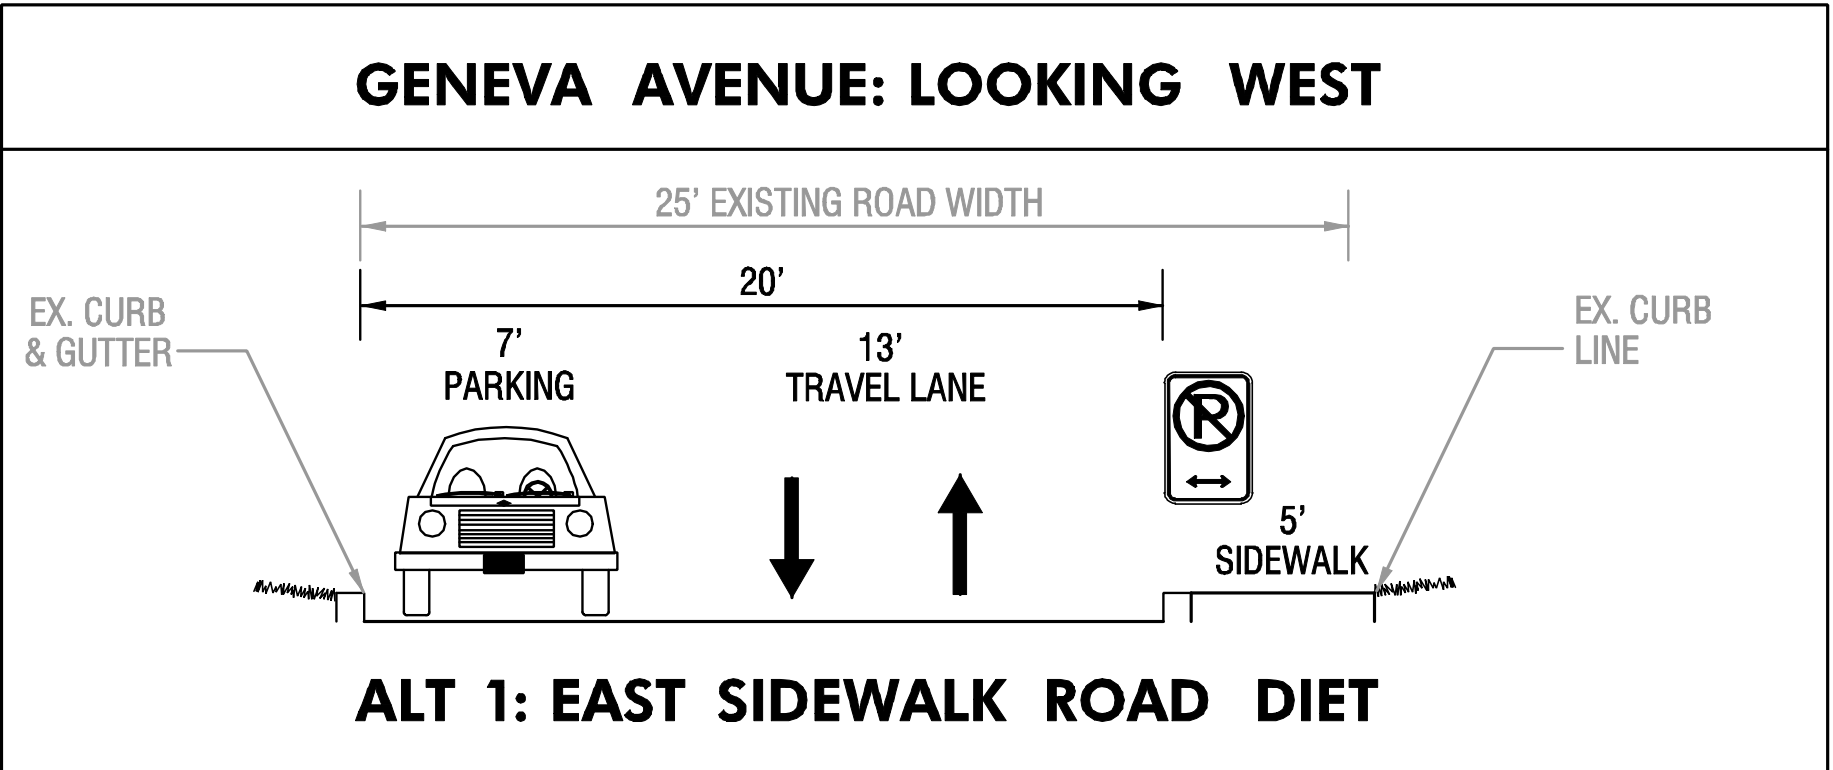 GENEVA AVENUE: LOOKING WEST
25' EXISTING ROAD WIDTH
20'
EX. CURB
& GUTTER
7'
PARKING
13'
TRAVEL LANE
EX. CURB
LINE
P
5'
SIDEWALK
ALT 1: EAST SIDEWALK ROAD DIET